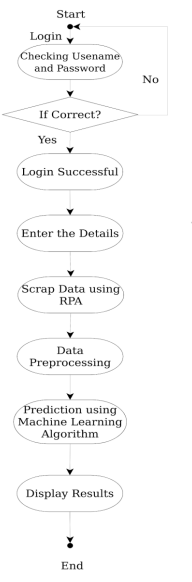 Start
Login
Checking Usename
and Password
No
If Correct?
Yes
Login Successful
Enter the Details
Scrap Data using
RPA
Data
Preprocessing
Prediction using
Machine Learning
Algorithm
Display Results
End